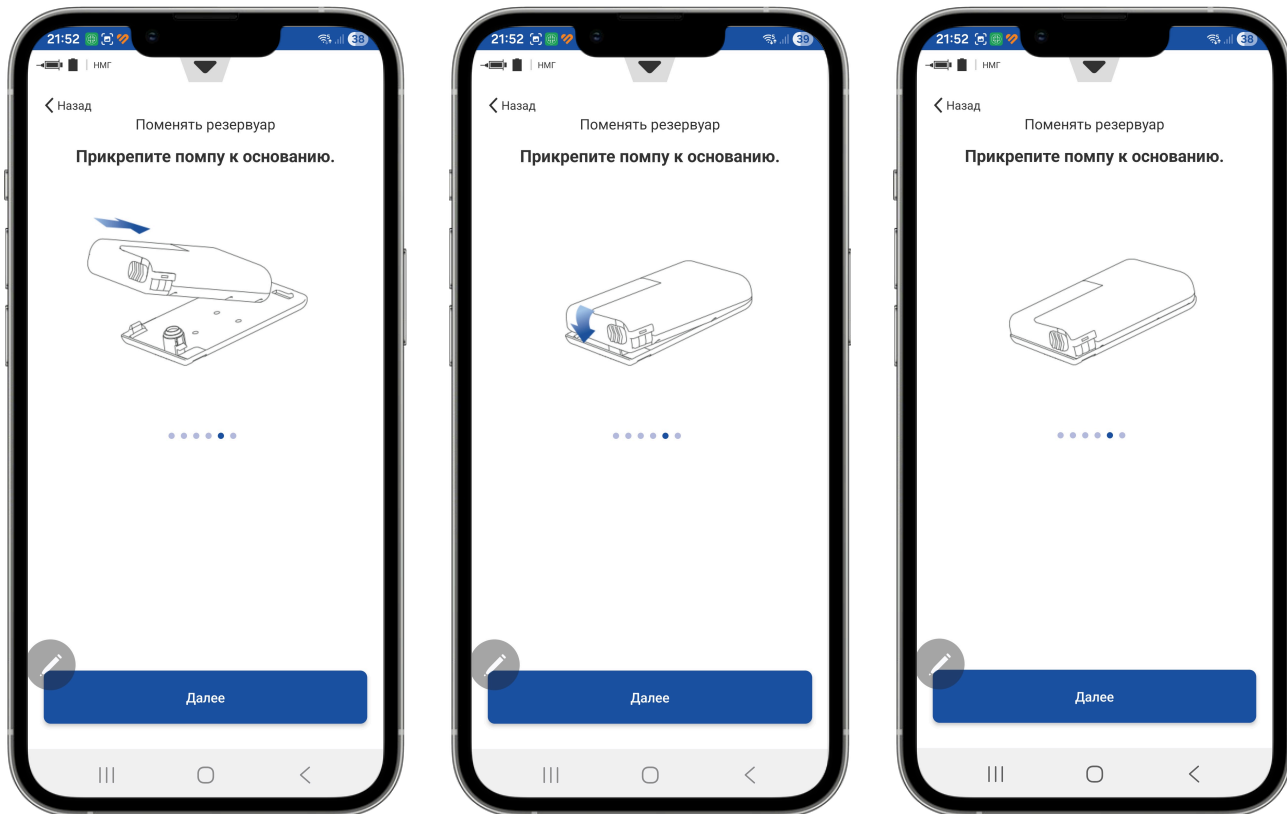 21:52
38
НМГ
Назад
Поменять резервуар
Прикрепите помпу к основанию.
Далее
21:52
39
НМГ
Назад
Поменять резервуар
Прикрепите помпу к основанию.
Далее
21:52
38
НМГ
Назад
Поменять резервуар
Прикрепите помпу к основанию.
Далее